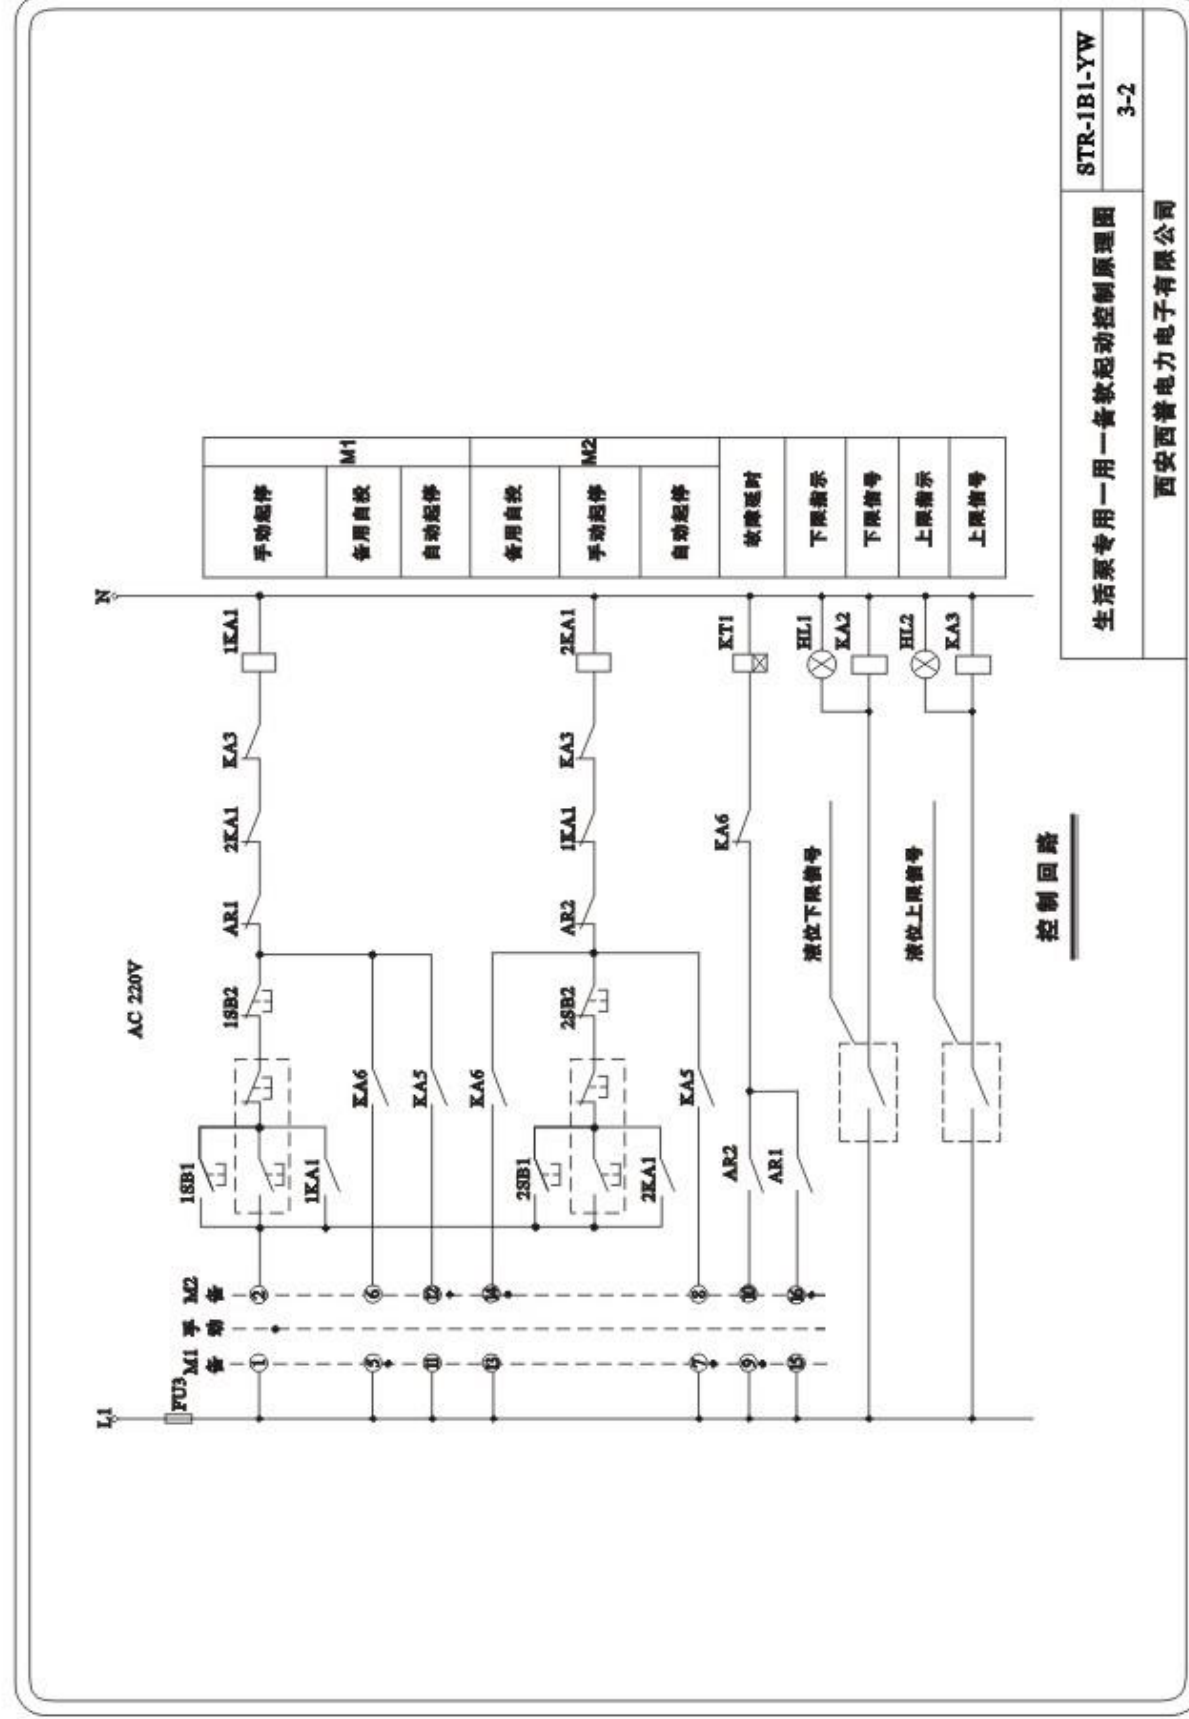 AC 220V
L1
FU3
M1备
手动
M2备
N
1
2
1SB1
1KA1
1SB2
AR1
2KA1
KA3
1KA1
手动起停
5
6
KA6
备用自投
11
12
KA5
自动起停
M1
13
14
KA6
备用自投
2SB1
2KA1
2SB2
AR2
1KA1
KA3
2KA1
手动起停
7
8
KA5
自动起停
M2
9
10
AR2
15
16
AR1
KA6
KT1
故障延时
液位下限信号
HL1
下限指示
KA2
下限信号
液位上限信号
HL2
上限指示
KA3
上限信号
控制回路
生活泵专用一用一备软起动控制原理图
STR-1B1-YW
3-2
西安西普电力电子有限公司